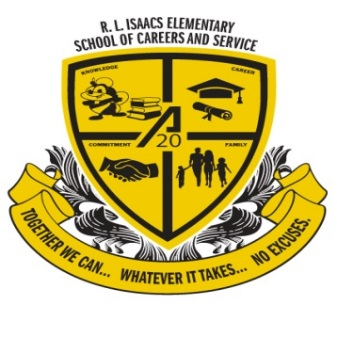 R. L. ISAACS ELEMENTARY
SCHOOL OF CAREERS AND SERVICE
KNOWLEDGE
CAREER
COMMITMENT
FAMILY
A
20
TOGETHER WE CAN... WHATEVER IT TAKES... NO EXCUSES.